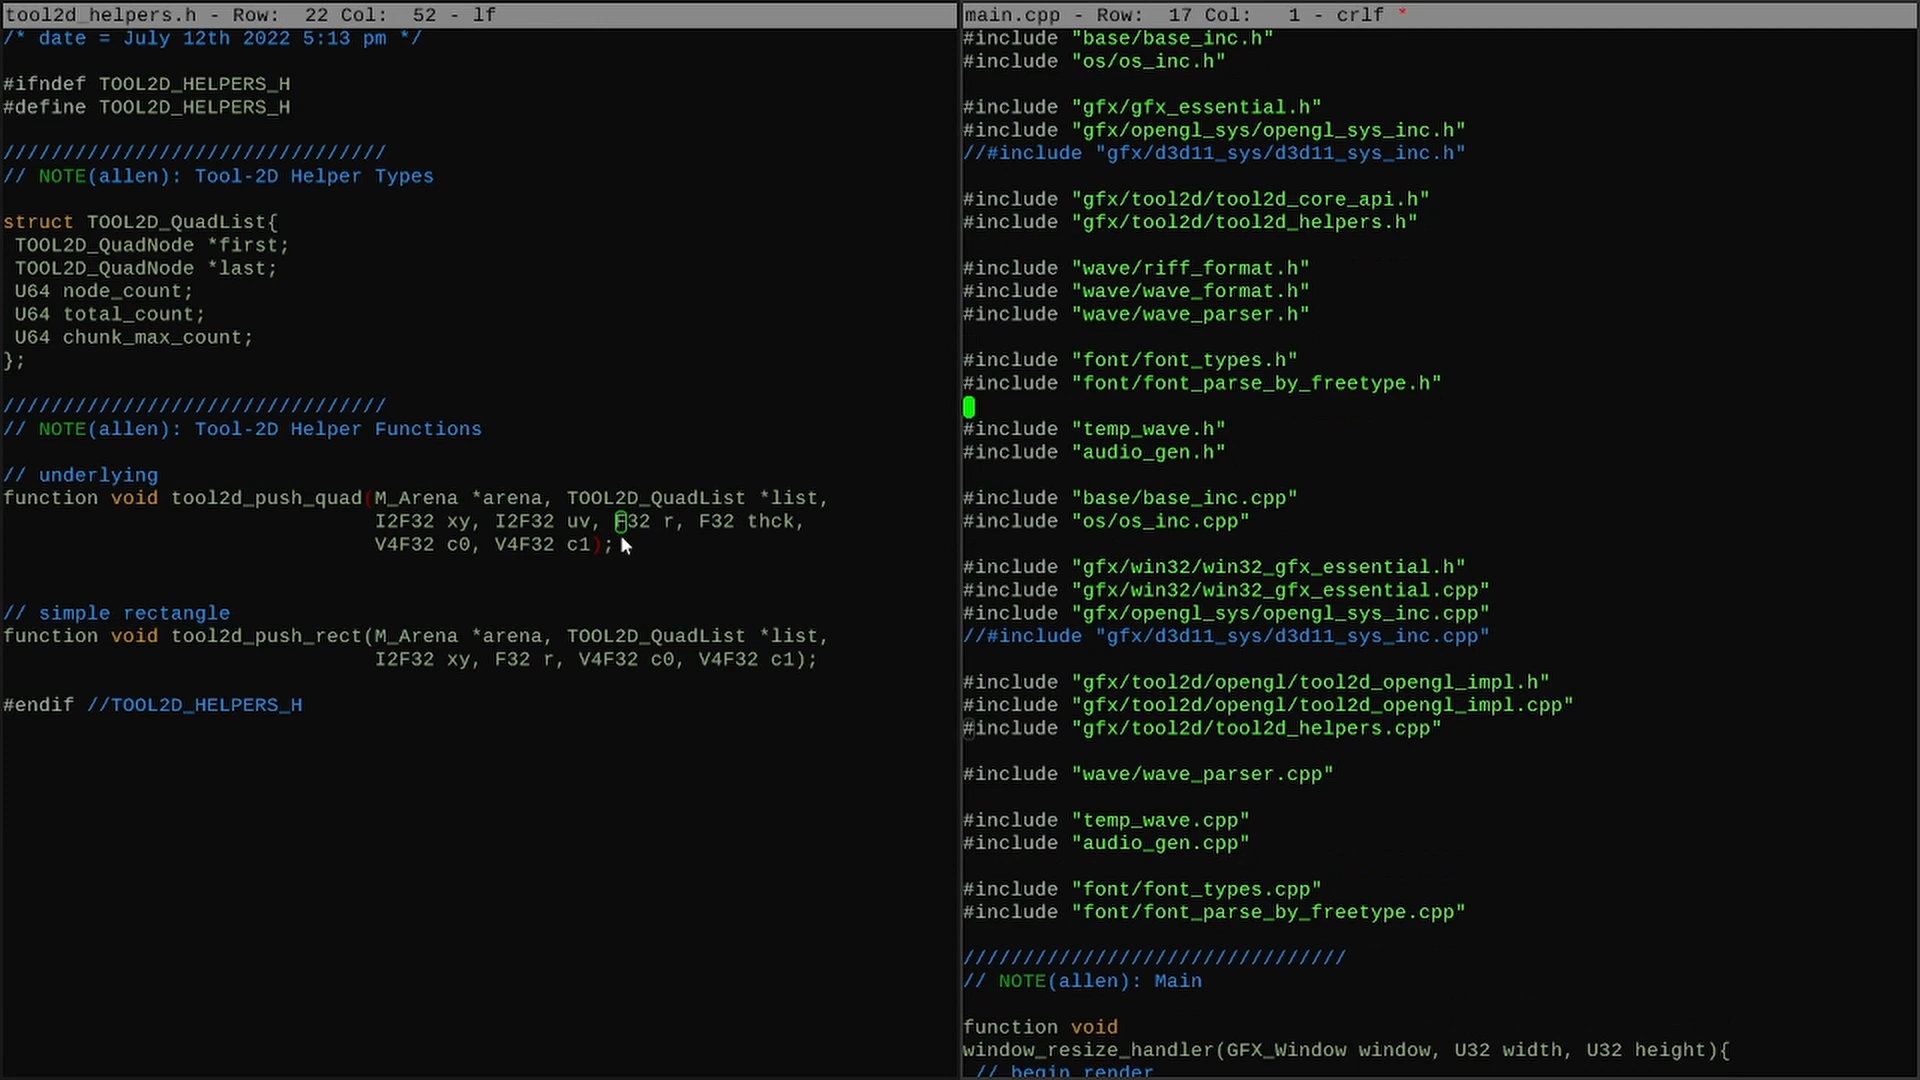 tool2d_helpers.h - Row:  22 Col:  52 - lf
/* date = July 12th 2022 5:13 pm */
#ifndef TOOL2D_HELPERS_H
#define TOOL2D_HELPERS_H
////////////////////////////////
// NOTE(allen): Tool-2D Helper Types
struct TOOL2D_QuadList{
 TOOL2D_QuadNode *first;
 TOOL2D_QuadNode *last;
 U64 node_count;
 U64 total_count;
 U64 chunk_max_count;
};
////////////////////////////////
// NOTE(allen): Tool-2D Helper Functions
// underlying
function void tool2d_push_quad(M_Arena *arena, TOOL2D_QuadList *list,
                               I2F32 xy, I2F32 uv, F32 r, F32 thck,
                               V4F32 c0, V4F32 c1);
// simple rectangle
function void tool2d_push_rect(M_Arena *arena, TOOL2D_QuadList *list,
                               I2F32 xy, F32 r, V4F32 c0, V4F32 c1);
#endif //TOOL2D_HELPERS_H
main.cpp - Row:  17 Col:   1 - crlf *
#include "base/base_inc.h"
#include "os/os_inc.h"
#include "gfx/gfx_essential.h"
#include "gfx/opengl_sys/opengl_sys_inc.h"
//#include "gfx/d3d11_sys/d3d11_sys_inc.h"
#include "gfx/tool2d/tool2d_core_api.h"
#include "gfx/tool2d/tool2d_helpers.h"
#include "wave/riff_format.h"
#include "wave/wave_format.h"
#include "wave/wave_parser.h"
#include "font/font_types.h"
#include "font/font_parse_by_freetype.h"
#include "temp_wave.h"
#include "audio_gen.h"
#include "base/base_inc.cpp"
#include "os/os_inc.cpp"
#include "gfx/win32/win32_gfx_essential.h"
#include "gfx/win32/win32_gfx_essential.cpp"
#include "gfx/opengl_sys/opengl_sys_inc.cpp"
//#include "gfx/d3d11_sys/d3d11_sys_inc.cpp"
#include "gfx/tool2d/opengl/tool2d_opengl_impl.h"
#include "gfx/tool2d/opengl/tool2d_opengl_impl.cpp"
#include "gfx/tool2d/tool2d_helpers.cpp"
#include "wave/wave_parser.cpp"
#include "temp_wave.cpp"
#include "audio_gen.cpp"
#include "font/font_types.cpp"
#include "font/font_parse_by_freetype.cpp"
////////////////////////////////
// NOTE(allen): Main
function void
window_resize_handler(GFX_Window window, U32 width, U32 height){
 // begin render